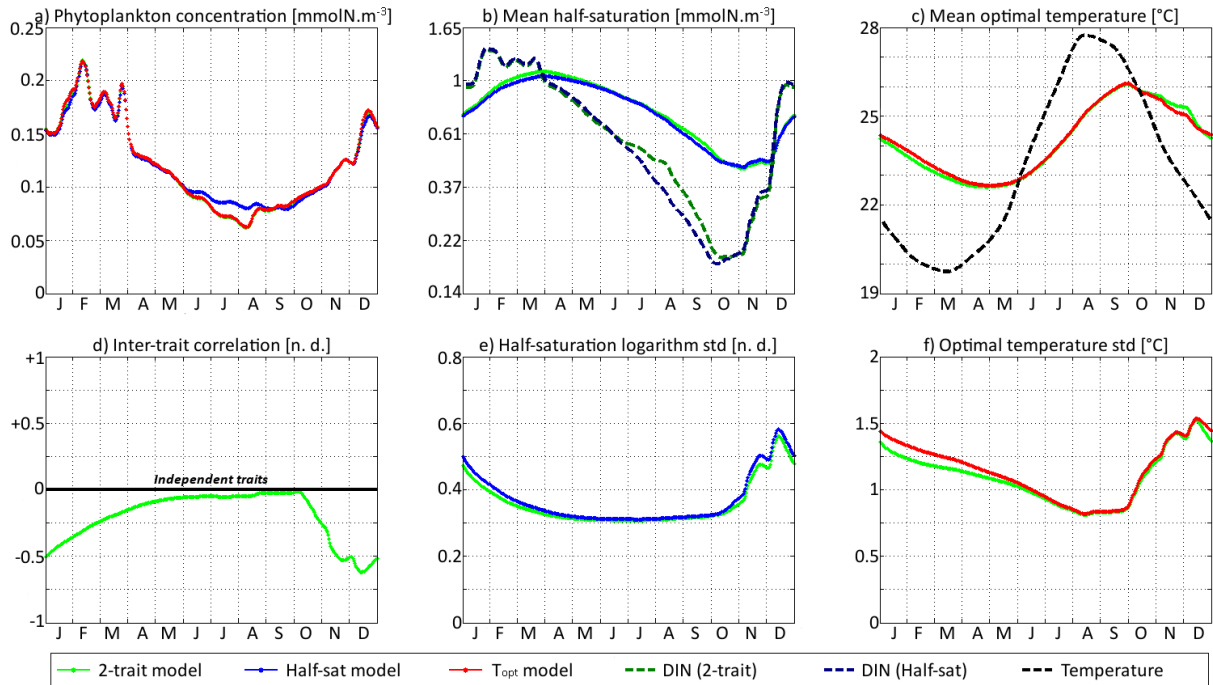 a) Phytoplankton concentration [mmolN.m⁻³]
0.25
0.20
0.15
0.10
0.05
0
J F M A M J J A S O N D
b) Mean half-saturation [mmolN.m⁻³]
1.65
1
0.61
0.37
0.22
0.14
J F M A M J J A S O N D
c) Mean optimal temperature [°C]
28
25
22
19
J F M A M J J A S O N D
d) Inter-trait correlation [n. d.]
+1
+0.5
0
-0.5
-1
Independent traits
J F M A M J J A S O N D
e) Half-saturation logarithm std [n. d.]
0.8
0.6
0.4
0.2
0
J F M A M J J A S O N D
f) Optimal temperature std [°C]
2
1.5
1
0.5
0
J F M A M J J A S O N D
2-trait model Half-sat model Topt model DIN (2-trait) DIN (Half-sat) Temperature